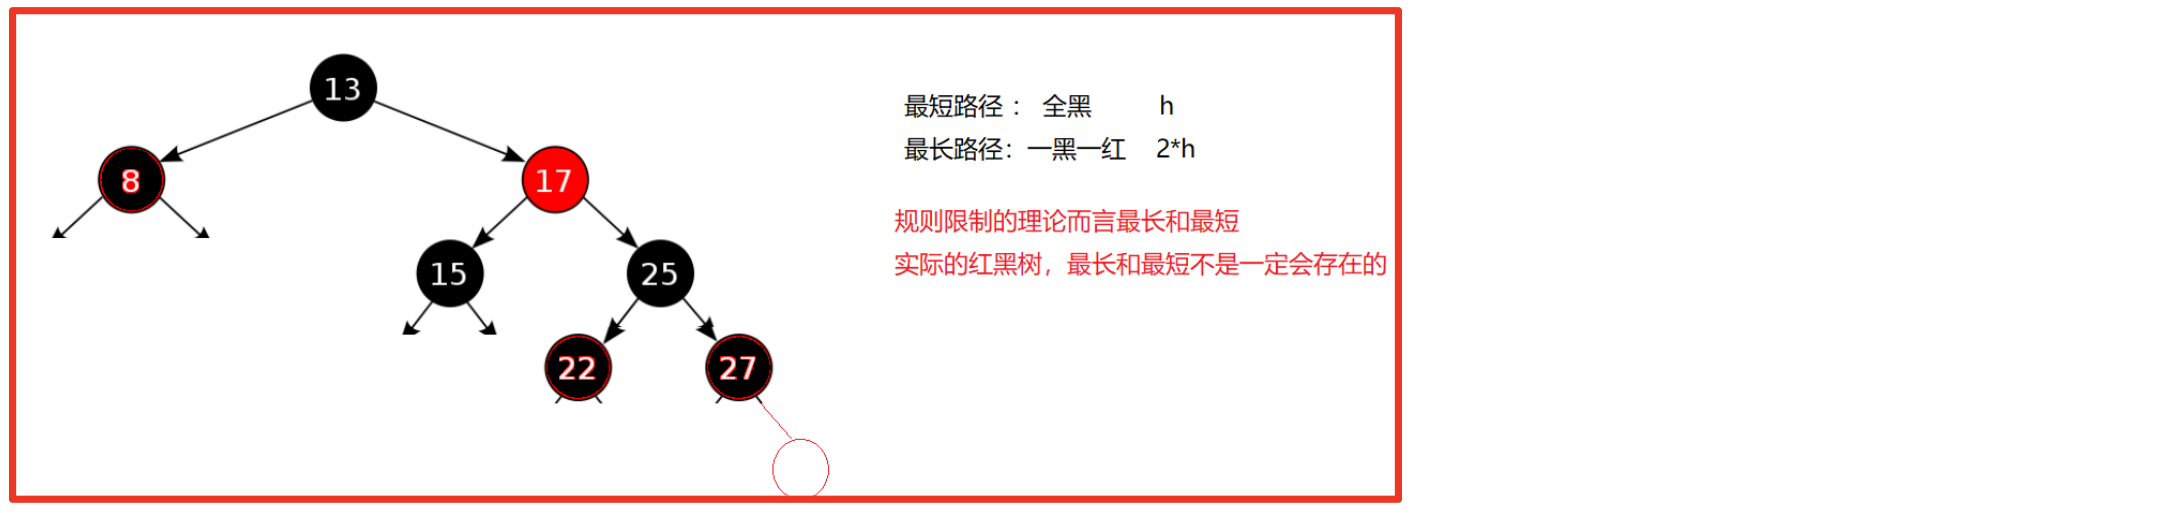 13
8
17
15
25
22
27
最短路径： 全黑 h
最长路径：一黑一红 2*h
规则限制的理论而言最长和最短
实际的红黑树，最长和最短不是一定会存在的